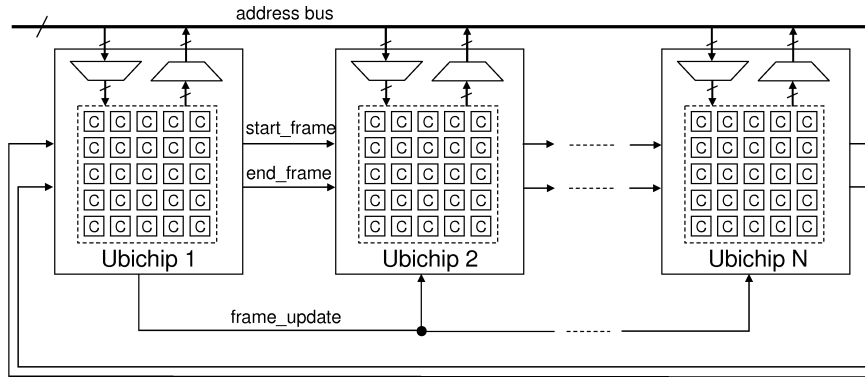 address bus
C C C C C C C C C C C C C C C
C C C C C start_frame C C C C C C C C C C
C C C C C end_frame C C C C C C C C C C
C C C C C C C C C C C C C C C
C C C C C C C C C C C C C C C
Ubichip 1 Ubichip 2 Ubichip N
frame_update